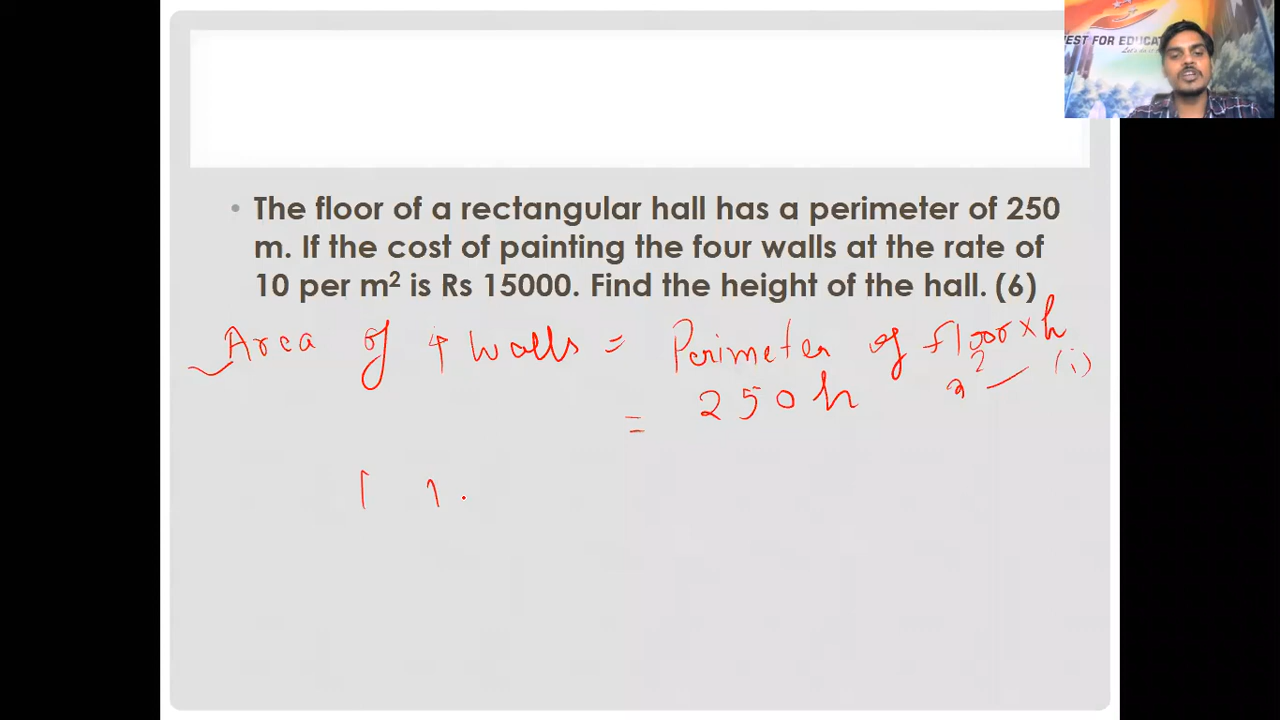 EST FOR EDUCAT
• The floor of a rectangular hall has a perimeter of 250
m. If the cost of painting the four walls at the rate of
10 per m² is Rs 15000. Find the height of the hall. (6)
Area of 4 walls = Perimeter of floor × h
= 250 h — (i)